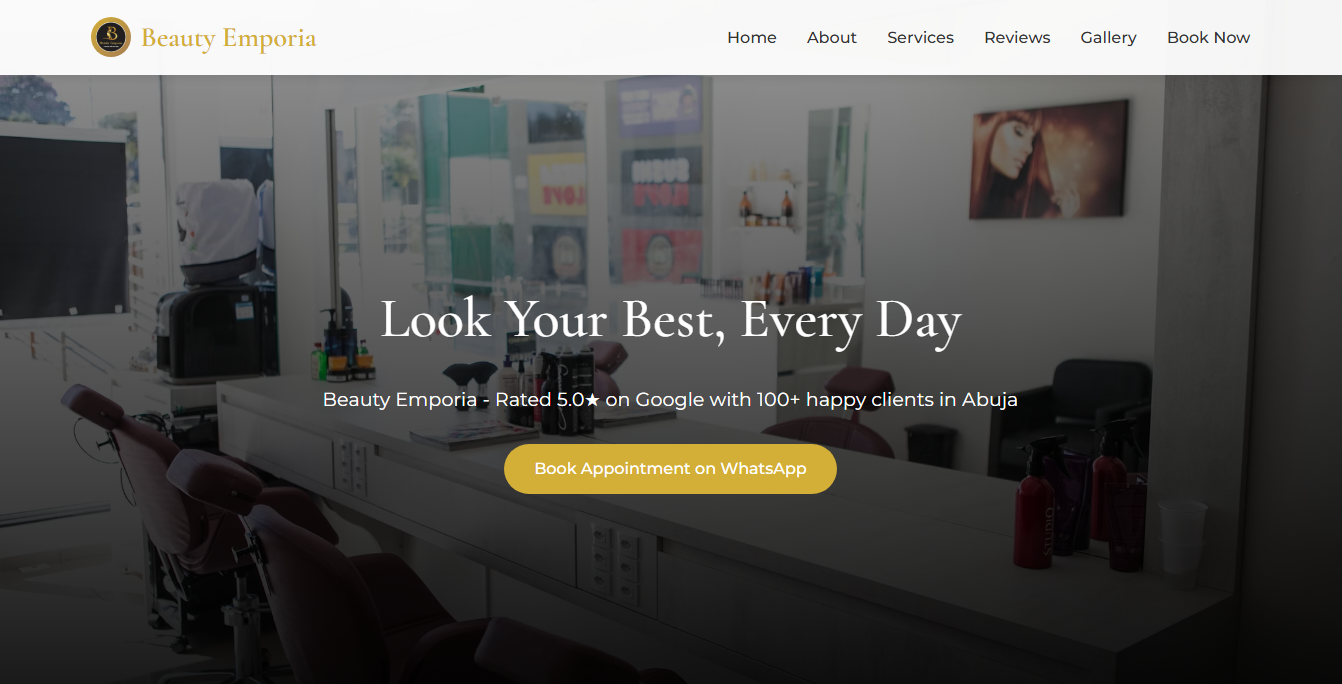 Beauty Emporia
Home About Services Reviews Gallery Book Now
Look Your Best, Every Day
Beauty Emporia - Rated 5.0★ on Google with 100+ happy clients in Abuja
Book Appointment on WhatsApp